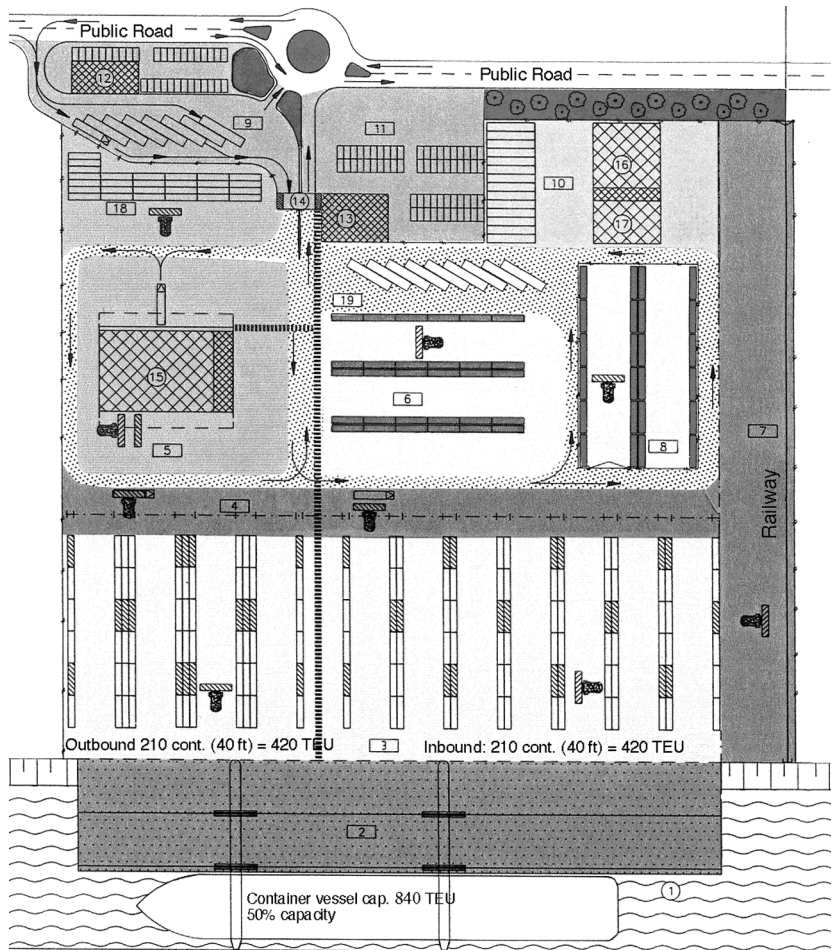 Public Road
Public Road
12
9
11
10
16
18
14
13
17
19
15
6
5
8
7
Railway
4
Outbound 210 cont. (40 ft) = 420 TEU
3
Inbound: 210 cont. (40 ft) = 420 TEU
2
1
Container vessel cap. 840 TEU
50% capacity